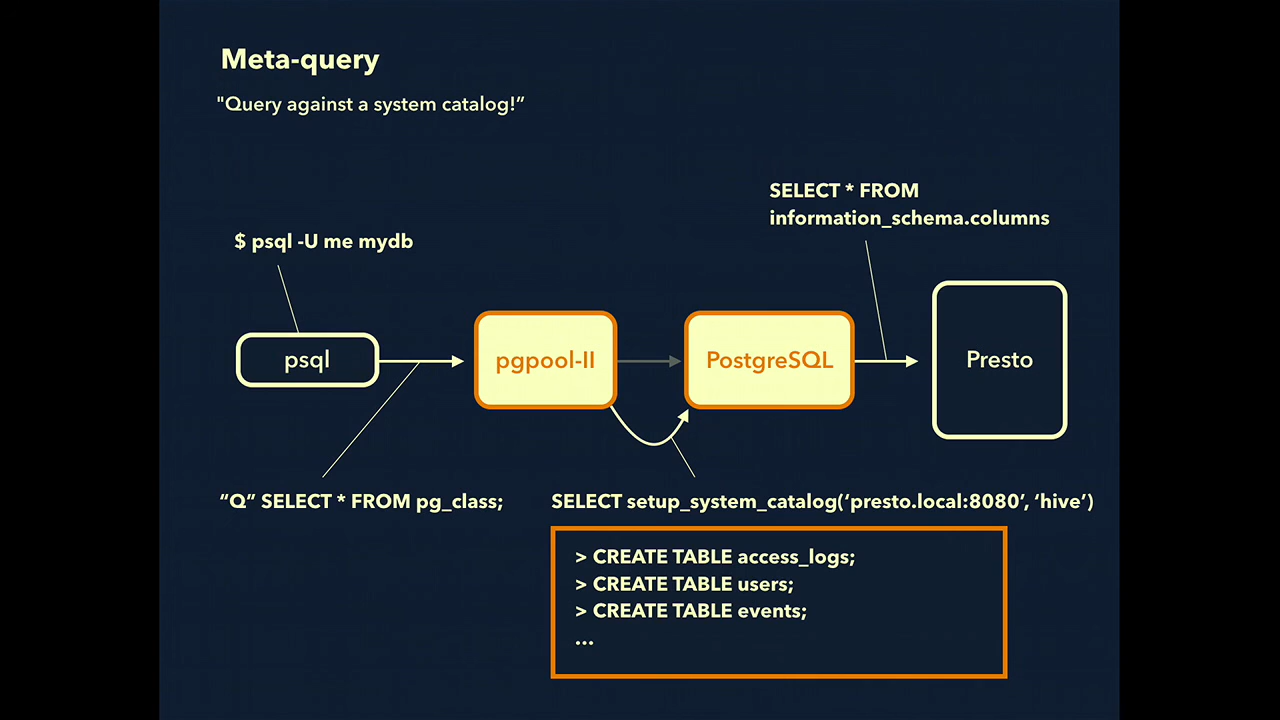 Meta-query
"Query against a system catalog!”
SELECT * FROM
information_schema.columns
$ psql -U me mydb
psql
pgpool-II
PostgreSQL
Presto
“Q” SELECT * FROM pg_class;
SELECT setup_system_catalog(‘presto.local:8080’, ‘hive’)
> CREATE TABLE access_logs;
> CREATE TABLE users;
> CREATE TABLE events;
...